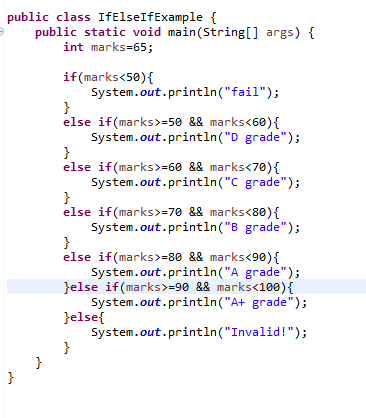 public class IfElseIfExample {
    public static void main(String[] args) {
        int marks=65;

        if(marks<50){
            System.out.println("fail");
        }
        else if(marks>=50 && marks<60){
            System.out.println("D grade");
        }
        else if(marks>=60 && marks<70){
            System.out.println("C grade");
        }
        else if(marks>=70 && marks<80){
            System.out.println("B grade");
        }
        else if(marks>=80 && marks<90){
            System.out.println("A grade");
        }else if(marks>=90 && marks<100){
            System.out.println("A+ grade");
        }else{
            System.out.println("Invalid!");
        }
    }
}